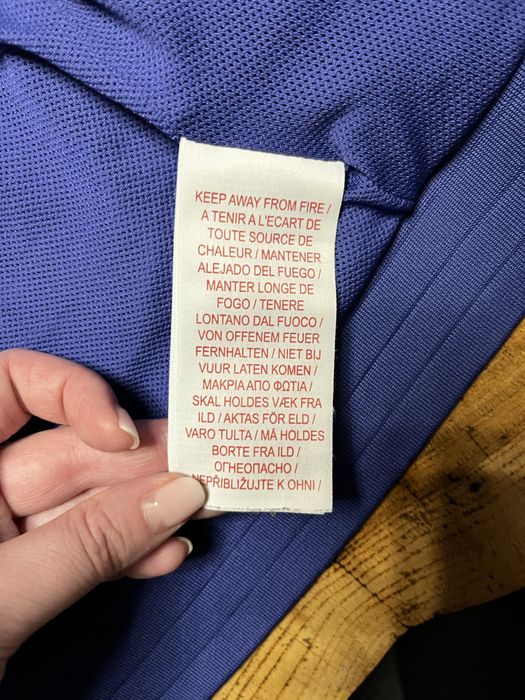 KEEP AWAY FROM FIRE /
A TENIR A L'ECART DE
TOUTE SOURCE DE
CHALEUR / MANTENER
ALEJADO DEL FUEGO /
MANTER LONGE DE
FOGO / TENERE
LONTANO DAL FUOCO /
VON OFFENEM FEUER
FERNHALTEN / NIET BIJ
VUUR LATEN KOMEN /
ΜΑΚΡΙΑ ΑΠΟ ΦΩΤΙΑ /
SKAL HOLDES VÆK FRA
ILD / AKTAS FÖR ELD /
VARO TULTA / MÅ HOLDES
BORTE FRA ILD /
ОГНЕОПАСНО /
NEPŘIBLIŽUJTE K OHNI /